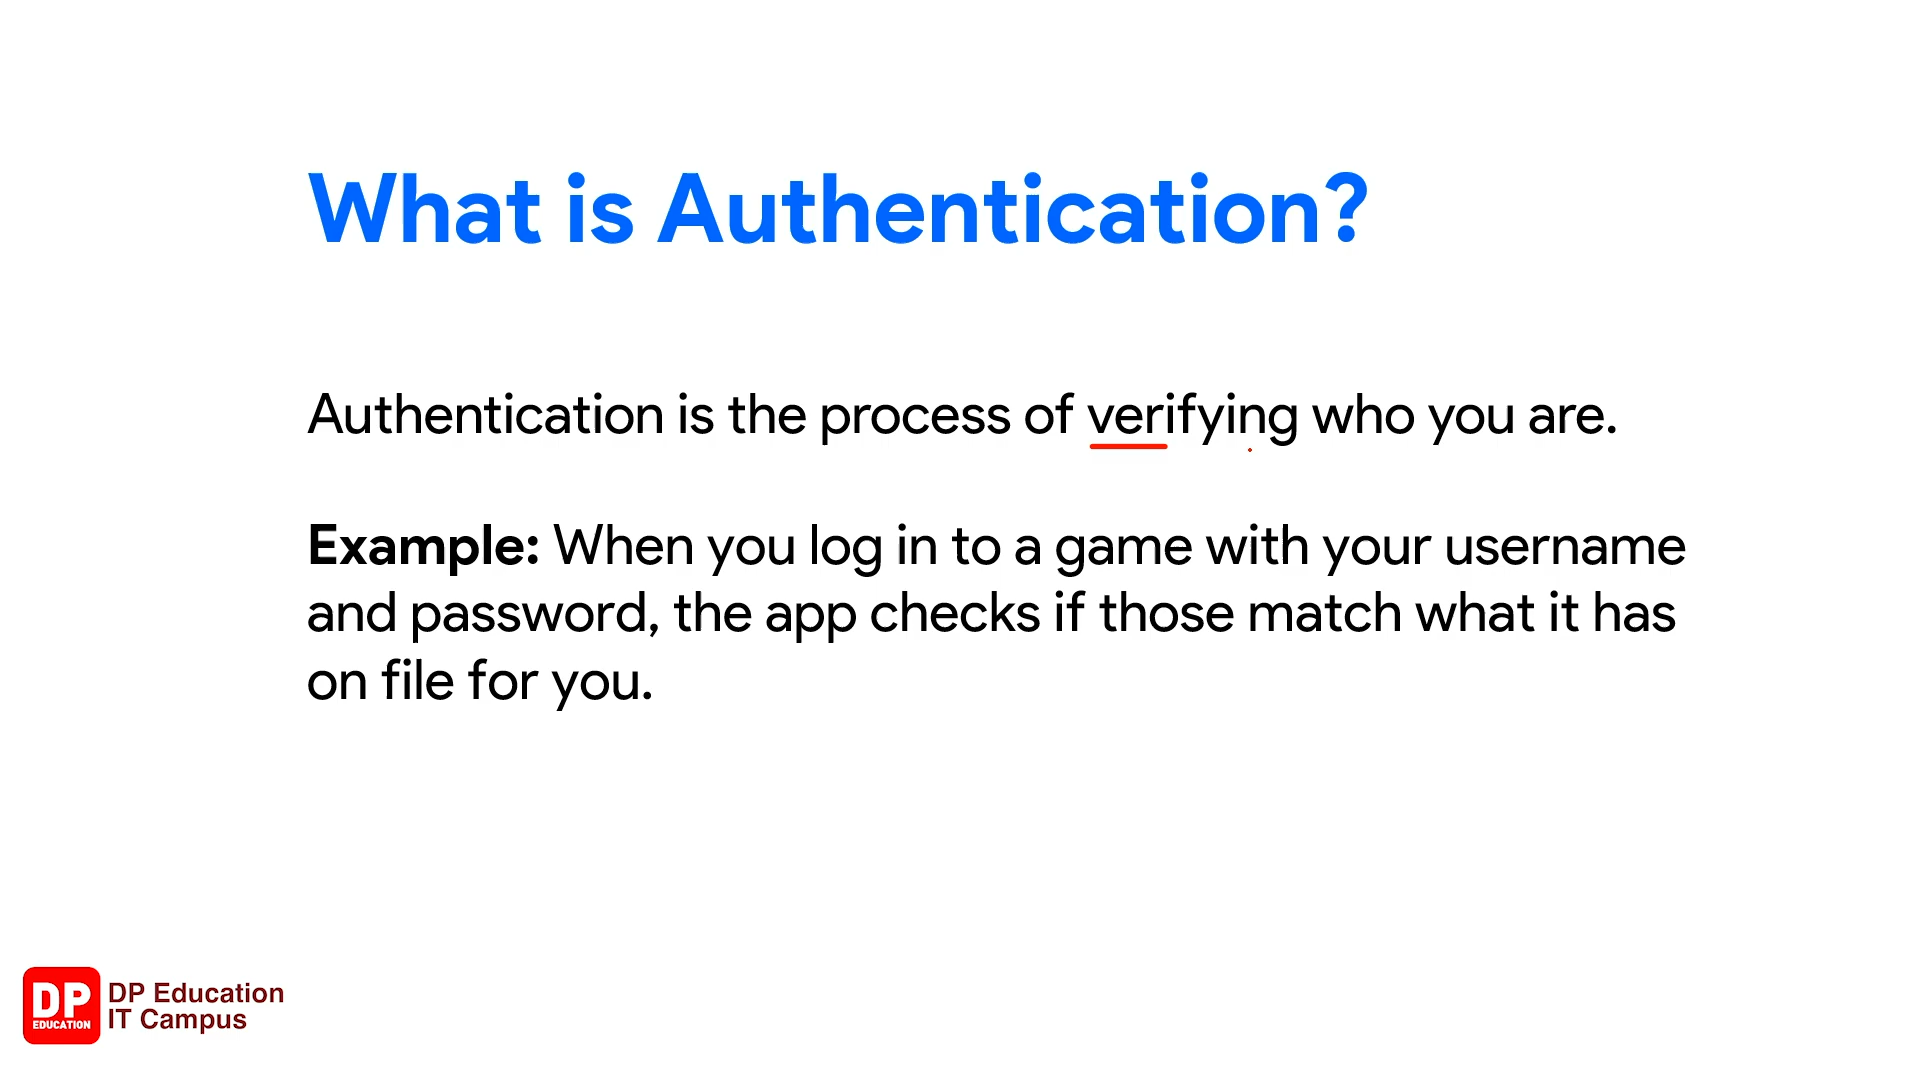 What is Authentication?
Authentication is the process of verifying who you are.
Example: When you log in to a game with your username
and password, the app checks if those match what it has
on file for you.
DP
EDUCATION
DP Education
IT Campus